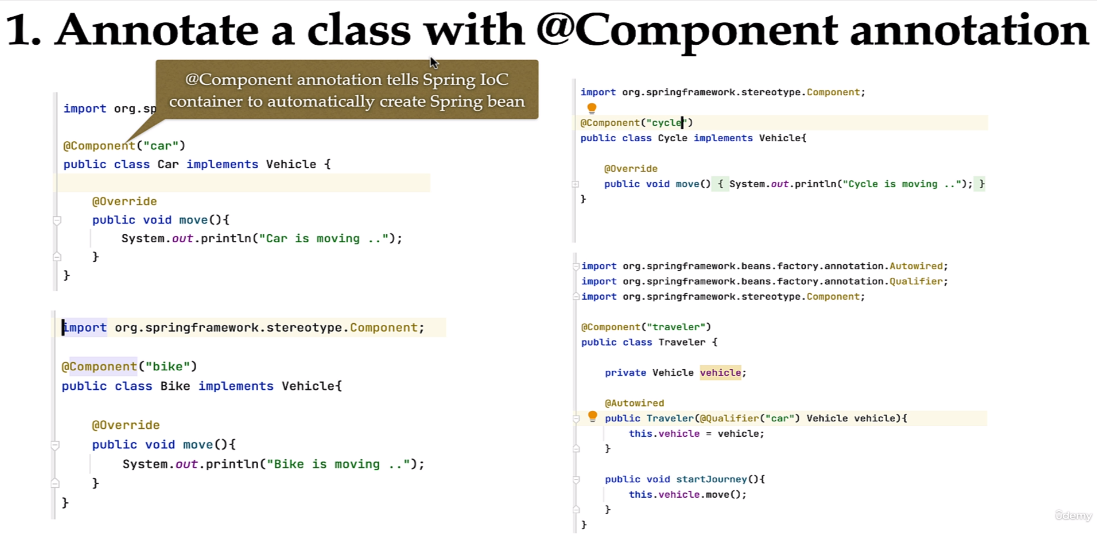 1. Annotate a class with @Component annotation
@Component annotation tells Spring IoC
container to automatically create Spring bean
import org.sp
@Component("car")
public class Car implements Vehicle {
@Override
public void move(){
System.out.println("Car is moving ..");
}
}
import org.springframework.stereotype.Component;
@Component("bike")
public class Bike implements Vehicle{
@Override
public void move(){
System.out.println("Bike is moving ..");
}
}
import org.springframework.stereotype.Component;
@Component("cycle")
public class Cycle implements Vehicle{
@Override
public void move() { System.out.println("Cycle is moving .."); }
}
import org.springframework.beans.factory.annotation.Autowired;
import org.springframework.beans.factory.annotation.Qualifier;
import org.springframework.stereotype.Component;
@Component("traveler")
public class Traveler {
private Vehicle vehicle;
@Autowired
public Traveler(@Qualifier("car") Vehicle vehicle){
this.vehicle = vehicle;
}
public void startJourney(){
this.vehicle.move();
}
}
ûdemy